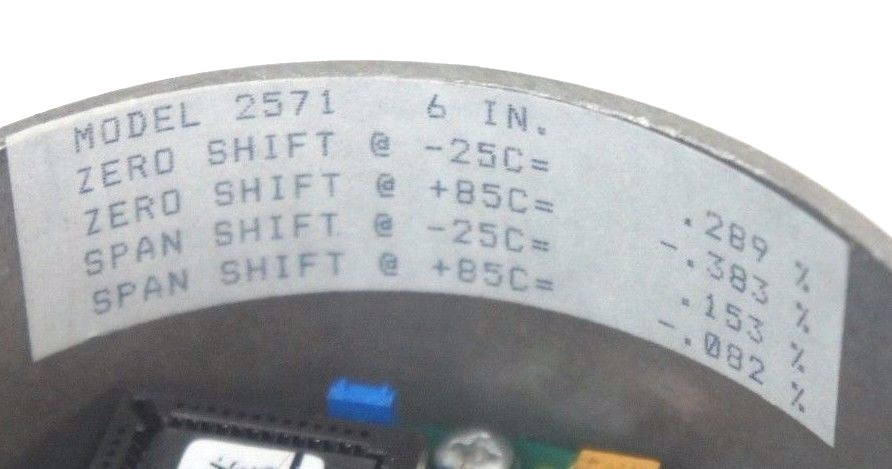 MODEL 2571 6 IN.
ZERO SHIFT @ -25C= .289 %
ZERO SHIFT @ +85C= -.383 %
SPAN SHIFT @ -25C= .153 %
SPAN SHIFT @ +85C= -.082 %